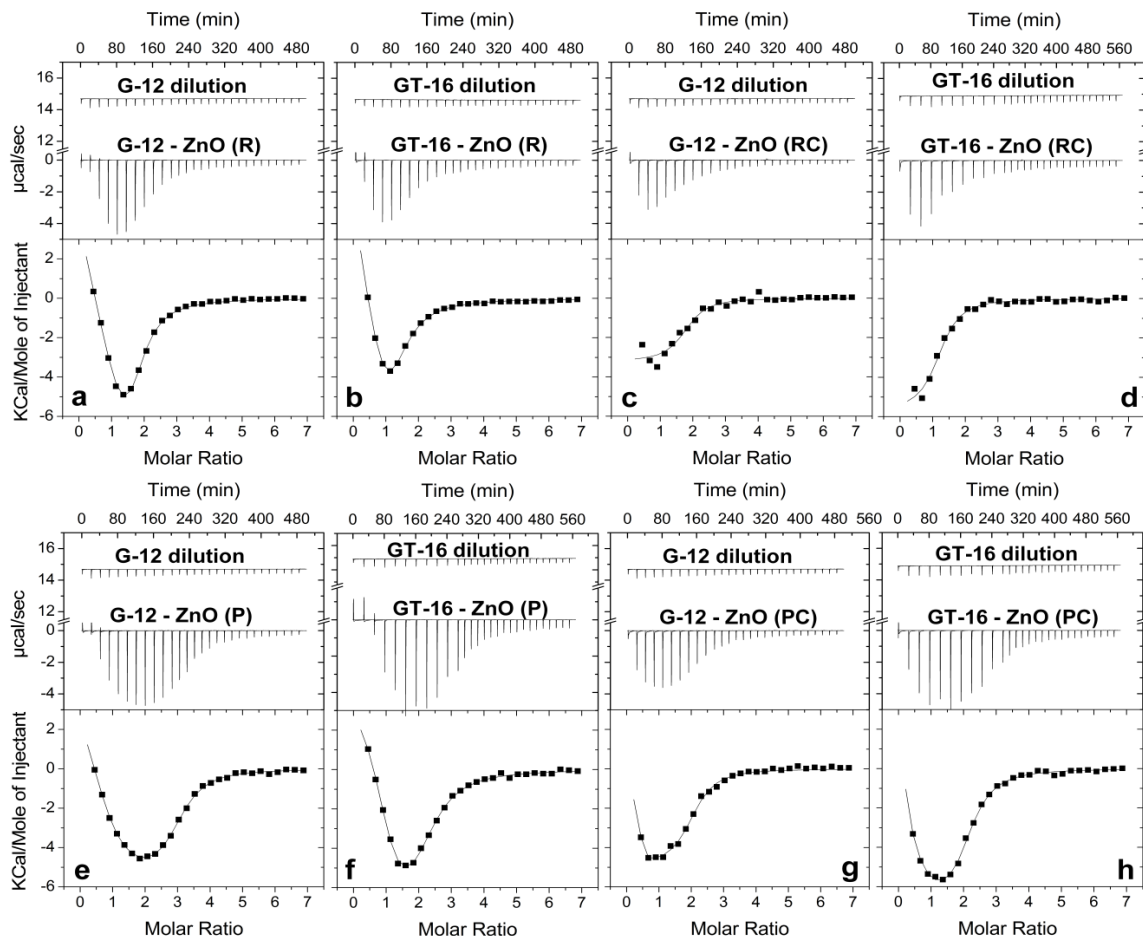 Time (min) Time (min) Time (min) Time (min)
0 80 160 240 320 400 480 0 80 160 240 320 400 480 0 80 160 240 320 400 480 0 80 160 240 320 400 480 560
16
G-12 dilution GT-16 dilution G-12 dilution GT-16 dilution
14
12
G-12 - ZnO (R) GT-16 - ZnO (R) G-12 - ZnO (RC) GT-16 - ZnO (RC)
0
µcal/sec
-2
-4
2
0
-2
KCal/Mole of Injectant
-4
a b c d
-6
0 1 2 3 4 5 6 7 0 1 2 3 4 5 6 7 0 1 2 3 4 5 6 7 0 1 2 3 4 5 6 7
Molar Ratio Molar Ratio Molar Ratio Molar Ratio
Time (min) Time (min) Time (min) Time (min)
0 80 160 240 320 400 480 0 80 160 240 320 400 480 560 0 80 160 240 320 400 480 560 0 80 160 240 320 400 480 560
16
G-12 dilution GT-16 dilution G-12 dilution GT-16 dilution
14
12
G-12 - ZnO (P) GT-16 - ZnO (P) G-12 - ZnO (PC) GT-16 - ZnO (PC)
0
µcal/sec
-2
-4
2
0
-2
KCal/Mole of Injectant
-4
e f g h
-6
0 1 2 3 4 5 6 7 0 1 2 3 4 5 6 7 0 1 2 3 4 5 6 7 0 1 2 3 4 5 6 7
Molar Ratio Molar Ratio Molar Ratio Molar Ratio